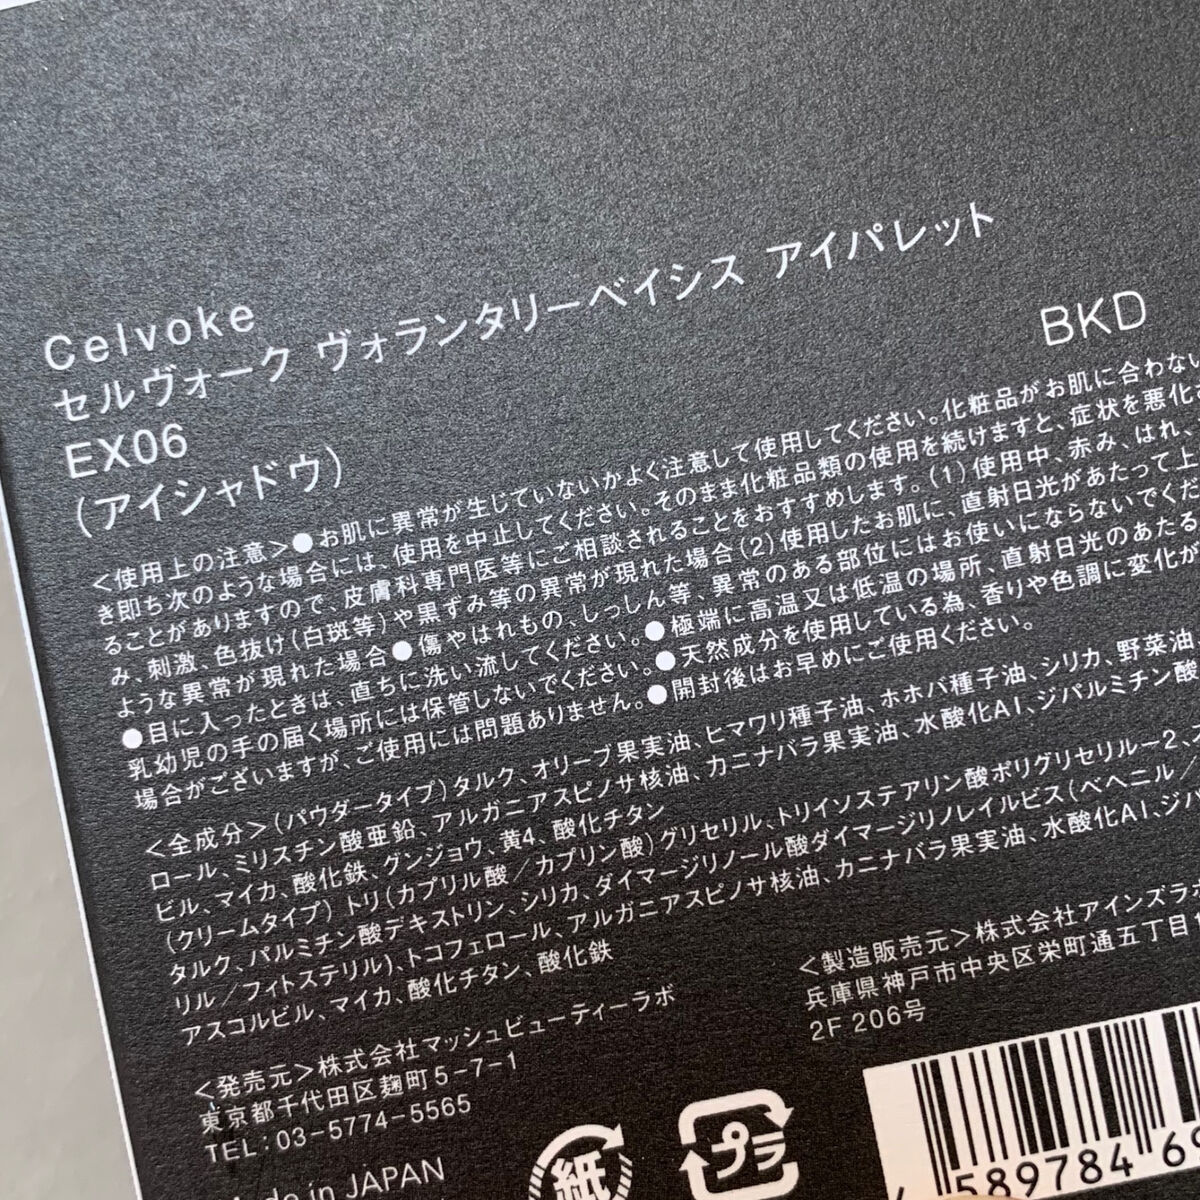 Celvoke
セルヴォーク ヴォランタリーベイシス アイパレット
EX06
BKD
(アイシャドウ)
<使用上の注意>●お肌に異常が生じていないかよく注意して使用してください。化粧品がお肌に合わない
き即ち次のような場合には、使用を中止してください。そのまま化粧品類の使用を続けますと、症状を悪化
ることがありますので、皮膚科専門医等にご相談されることをおすすめします。(1)使用中、赤み、はれ、
み、刺激、色抜け(白斑等)や黒ずみ等の異常が現れた場合(2)使用したお肌に、直射日光があたって上
ような異常が現れた場合●傷やはれもの、しっしん等、異常のある部位にはお使いにならないでくだ
●目に入ったときは、直ちに洗い流してください。●極端に高温又は低温の場所、直射日光のあたる
乳幼児の手の届く場所には保管しないでください。●天然成分を使用している為、香りや色調に変化が
場合がございますが、ご使用には問題ありません。●開封後はお早めにご使用ください。
<全成分>(パウダータイプ)タルク、オリーブ果実油、ヒマワリ種子油、ホホバ種子油、シリカ、野菜油
ロール、ミリスチン酸亜鉛、アルガニアスピノサ核油、カニナバラ果実油、水酸化Al、ジパルミチン酸
ビル、マイカ、酸化鉄、グンジョウ、黄4、酸化チタン
(クリームタイプ)トリ(カプリル酸/カプリン酸)グリセリル、トリイソステアリン酸ポリグリセリル-2、
タルク、パルミチン酸デキストリン、シリカ、ダイマージリノール酸ダイマージリノレイルビス(ベヘニル/
リル/フィトステリル)、トコフェロール、アルガニアスピノサ核油、カニナバラ果実油、水酸化Al、ジパ
アスコルビル、マイカ、酸化チタン、酸化鉄
<発売元>株式会社マッシュビューティーラボ
東京都千代田区麹町5-7-1
TEL:03-5774-5565
<製造販売元>株式会社アインズラボ
兵庫県神戸市中央区栄町通五丁目
2F 206号
in JAPAN
紙
プラ
589784 69